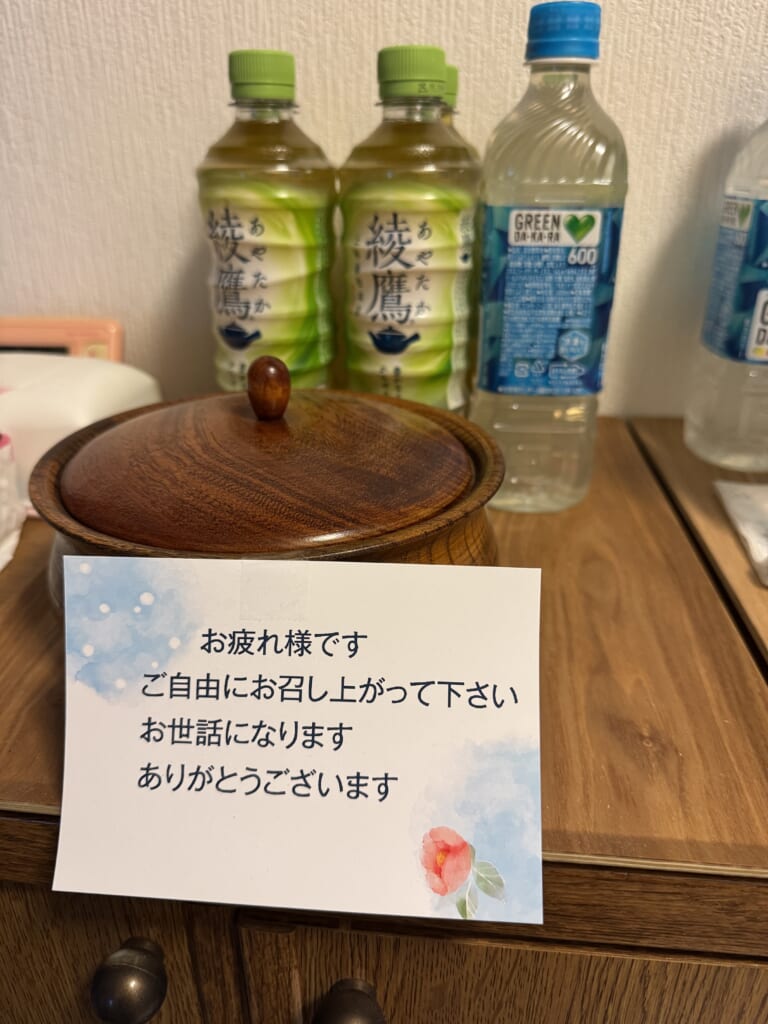 綾鷹
あやたか
綾鷹
あやたか
GREEN
DA・KA・RA
600
お疲れ様です
ご自由にお召し上がって下さい
お世話になります
ありがとうございます